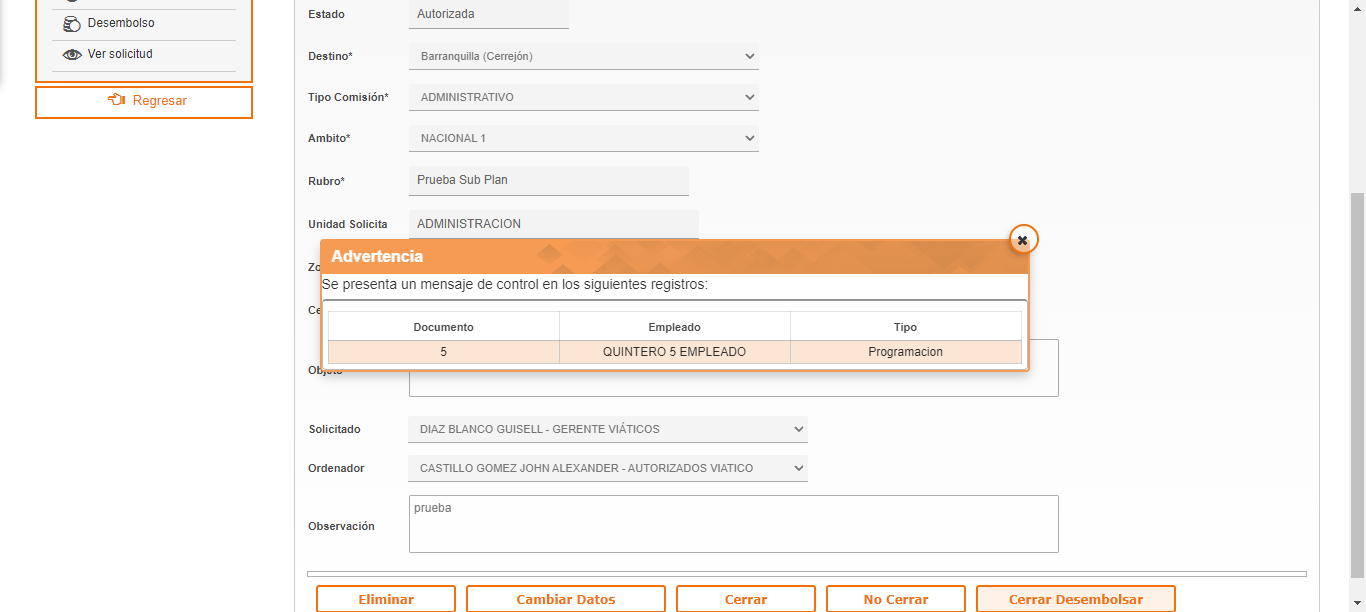 Desembolso
Ver solicitud
Regresar
Estado Autorizada
Destino* Barranquilla (Cerrejón)
Tipo Comisión* ADMINISTRATIVO
Ambito* NACIONAL 1
Rubro* Prueba Sub Plan
Unidad Solicita ADMINISTRACION
Advertencia
Zo
Se presenta un mensaje de control en los siguientes registros:
Ce
Documento Empleado Tipo
5 QUINTERO 5 EMPLEADO Programacion
Objeto
Solicitado DIAZ BLANCO GUISELL - GERENTE VIÁTICOS
Ordenador CASTILLO GOMEZ JOHN ALEXANDER - AUTORIZADOS VIATICO
prueba
Observación
Eliminar Cambiar Datos Cerrar No Cerrar Cerrar Desembolsar